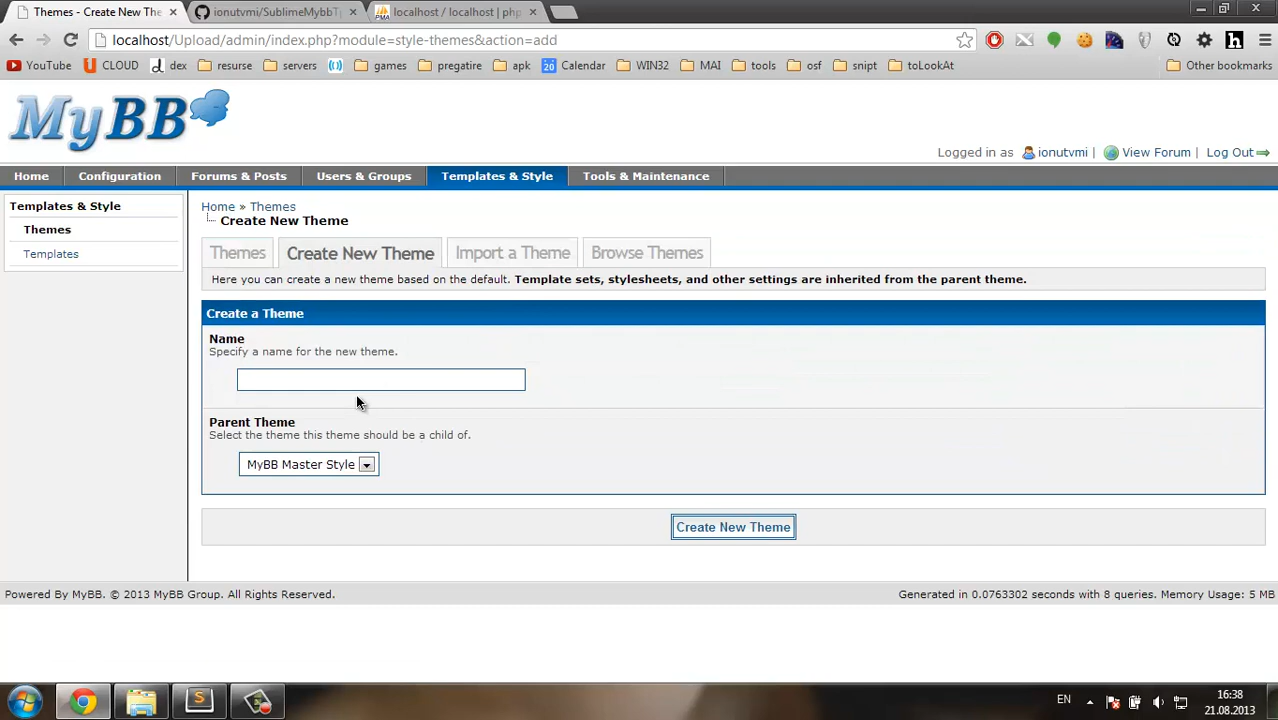 Themes - Create New The
ionutvmi/SublimeMybbT
localhost / localhost | php
localhost/Upload/admin/index.php?module=style-themes&action=add
YouTube CLOUD dex resurse servers games pregatire apk 20 Calendar WIN32 MAI tools osf snipt toLookAt Other bookmarks
MyBB
Logged in as ionutvmi | View Forum | Log Out
Home Configuration Forums & Posts Users & Groups Templates & Style Tools & Maintenance
Templates & Style
Themes
Templates
Home » Themes
Create New Theme
Themes Create New Theme Import a Theme Browse Themes
Here you can create a new theme based on the default. Template sets, stylesheets, and other settings are inherited from the parent theme.
Create a Theme
Name
Specify a name for the new theme.
Parent Theme
Select the theme this theme should be a child of.
MyBB Master Style
Create New Theme
Powered By MyBB. © 2013 MyBB Group. All Rights Reserved.
Generated in 0.0763302 seconds with 8 queries. Memory Usage: 5 MB
EN
16:38
21.08.2013